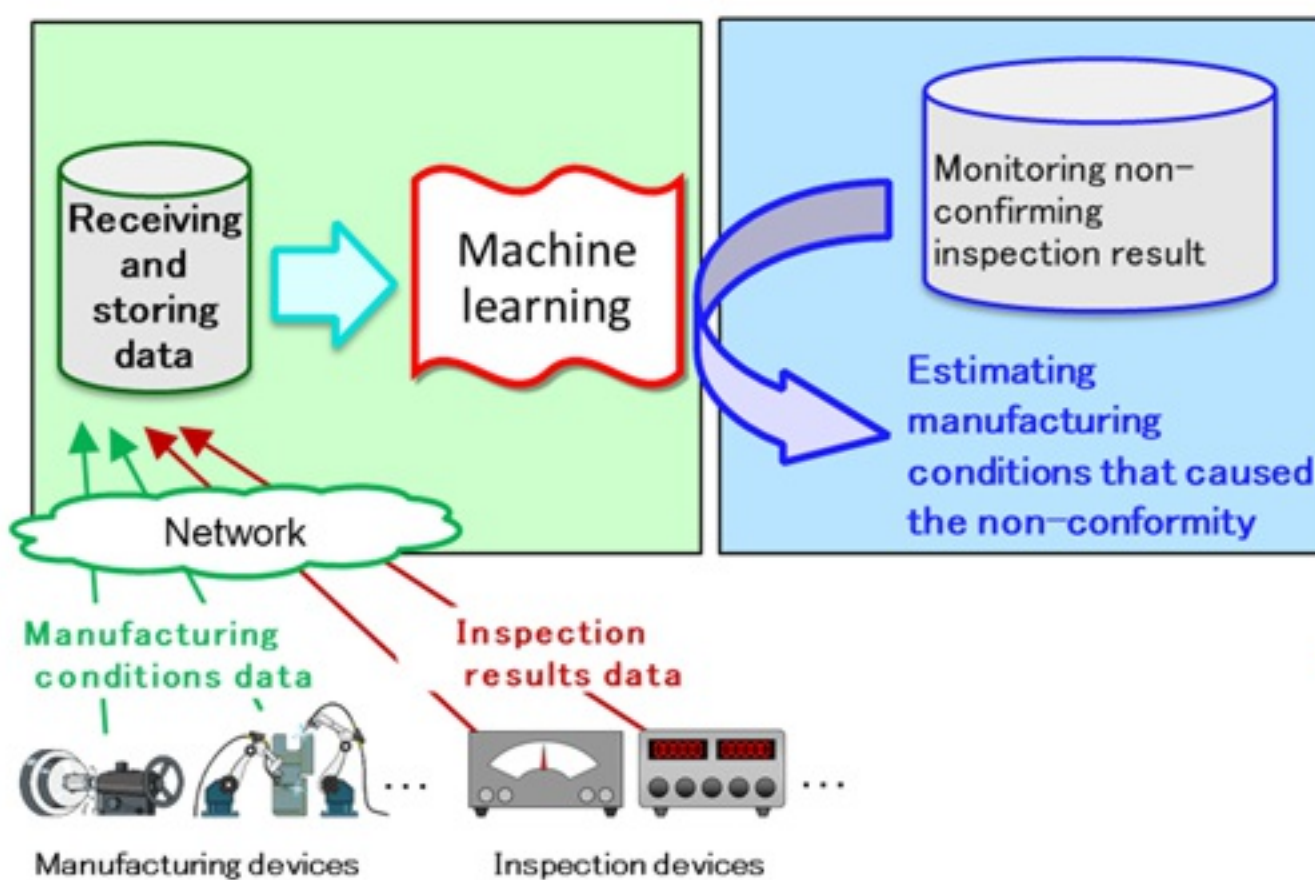 Receiving
and
storing
data
Machine
learning
Monitoring non-
confirming
inspection result
Estimating
manufacturing
conditions that caused
the non-conformity
Network
Manufacturing
conditions data
Inspection
results data
...
...
Manufacturing devices
Inspection devices